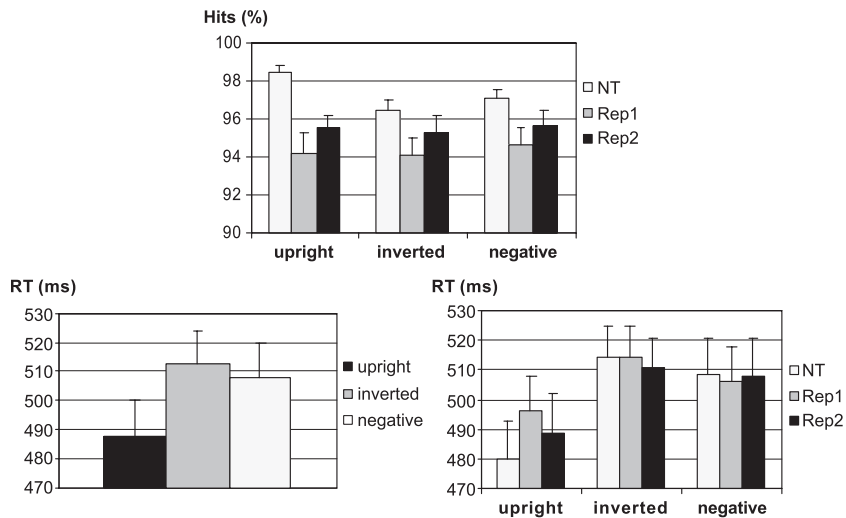 Hits (%)
100
98
96
94
92
90
upright inverted negative
NT
Rep1
Rep2
RT (ms)
530
520
510
500
490
480
470
upright
inverted
negative
RT (ms)
530
520
510
500
490
480
470
upright inverted negative
NT
Rep1
Rep2